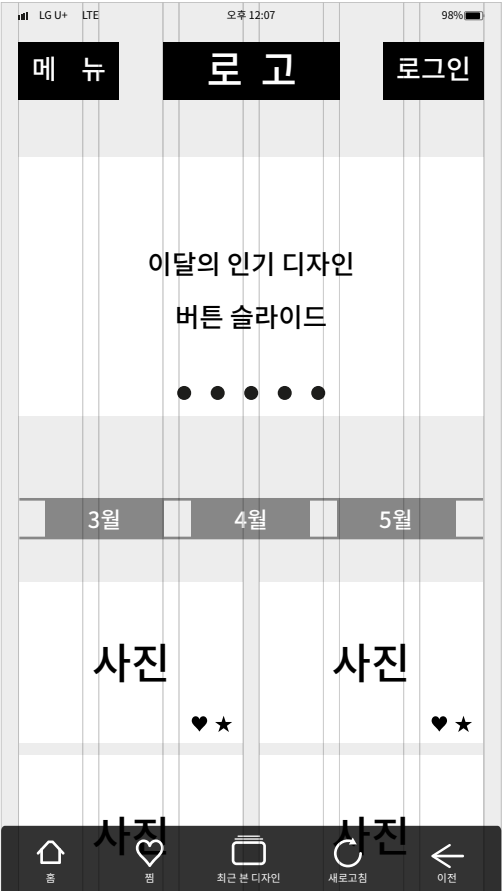 LG U+ LTE 오후 12:07 98%
메 뉴 로 고 로그인
이달의 인기 디자인
버튼 슬라이드
3월 4월 5월
사진 사진
사진 사진
홈 찜 최근 본 디자인 새로고침 이전